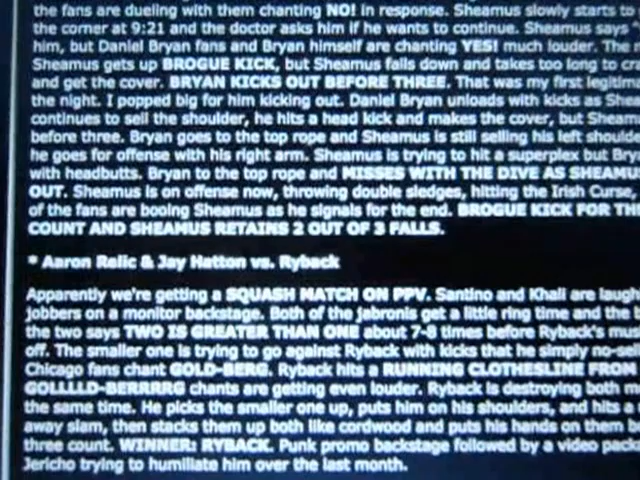 the fans are dueling with them chanting NO! in response. Sheamus slowly starts to
the corner at 9:21 and the doctor asks him if he wants to continue. Sheamus says
him, but Daniel Bryan fans and Bryan himself are chanting YES! much louder. The
Sheamus gets up BROGUE KICK, but Sheamus falls down and takes too long to
and get the cover. BRYAN KICKS OUT BEFORE THREE. That was my first
the night. I popped big for him kicking out. Daniel Bryan unloads with kicks as
continues to sell the shoulder, he hits a head kick and makes the cover, but
before three. Bryan goes to the top rope and Sheamus is still selling his left
he goes for offense with his right arm. Sheamus is trying to hit a superplex but
with headbutts. Bryan to the top rope and MISSES WITH THE DIVE AS
OUT. Sheamus is on offense now, throwing double sledges, hitting the Irish Curse.
of the fans are booing Sheamus as he signals for the end. BROGUE KICK FOR
COUNT AND SHEAMUS RETAINS 2 OUT OF 3 FALLS.
* Aaron Relic & Jay Hatton vs. Ryback
Apparently we're getting a SQUASH MATCH ON PPV. Santino and Khali are
jobbers on a monitor backstage. Both of the jabronis get a little ring time and the
the two says TWO IS GREATER THAN ONE about 7-8 times before Ryback's
off. The smaller one is trying to go against Ryback with kicks that he simply
Chicago fans chant GOLD-BERG. Ryback hits a RUNNING CLOTHESLINE FROM
GOLLLLD-BERRRRG chants are getting even louder. Ryback is destroying both
the same time. He picks the smaller one up, puts him on his shoulders, and hits a
away slam, then stacks them up both like cordwood and puts his hands on them
three count. WINNER: RYBACK. Punk promo backstage followed by a video
Jericho trying to humiliate him over the last month.